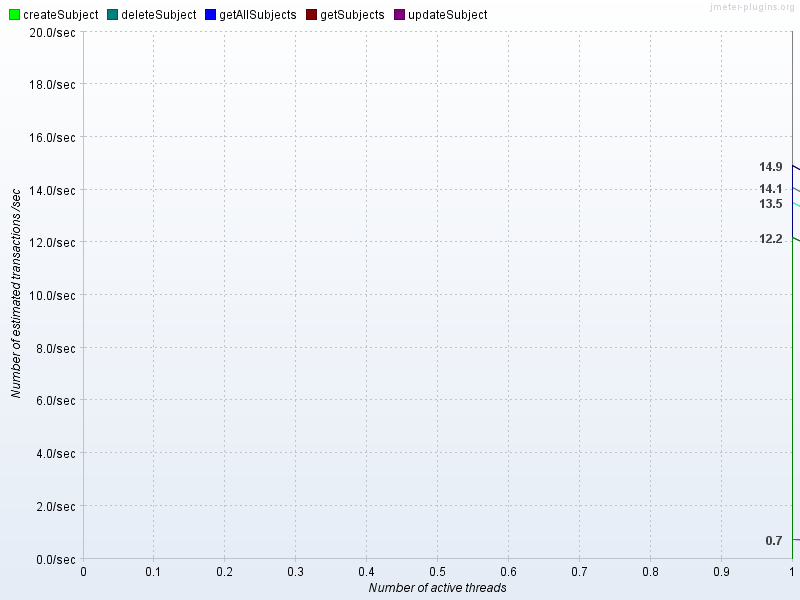 createSubject deleteSubject getAllSubjects getSubjects updateSubject
jmeter-plugins.org
20.0/sec
18.0/sec
16.0/sec
14.0/sec
12.0/sec
10.0/sec
8.0/sec
6.0/sec
4.0/sec
2.0/sec
0.0/sec
Number of estimated transactions /sec
14.9
14.1
13.5
12.2
0.7
0 0.1 0.2 0.3 0.4 0.5 0.6 0.7 0.8 0.9 1
Number of active threads